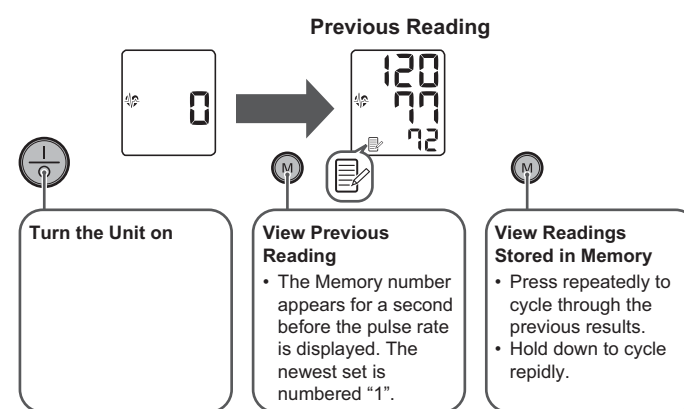 Previous Reading
0
120
77
72
M
M
Turn the Unit on
View Previous
Reading
• The Memory number
appears for a second
before the pulse rate
is displayed. The
newest set is
numbered “1”.
View Readings
Stored in Memory
• Press repeatedly to
cycle through the
previous results.
• Hold down to cycle
repidly.